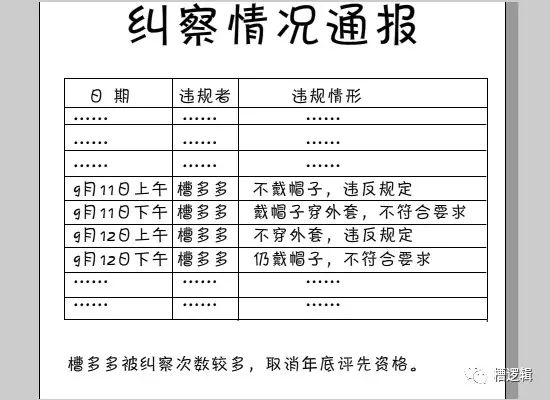 纠察情况通报
日 期 违规者 违规情形
…… …… ……
…… …… ……
…… …… ……
9月11日上午 槽多多 不戴帽子，违反规定
9月11日下午 槽多多 戴帽子穿外套，不符合要求
9月12日上午 槽多多 不穿外套，违反规定
9月12日下午 槽多多 仍戴帽子，不符合要求
…… …… ……
…… …… ……
槽多多被纠察次数较多，取消年底评先资格。
槽逻辑